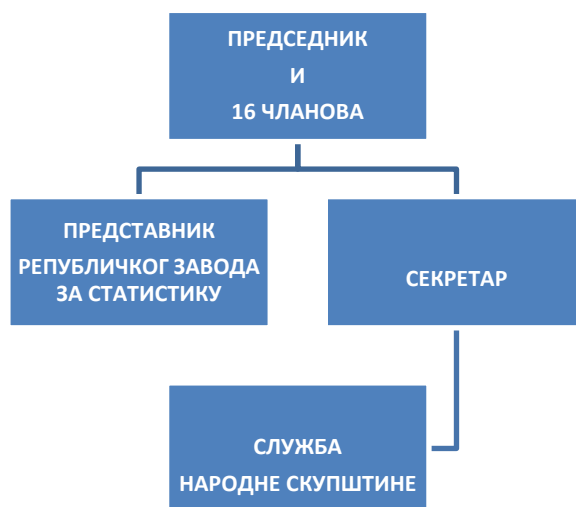 ПРЕДСЕДНИК
И
16 ЧЛАНОВА
ПРЕДСТАВНИК
РЕПУБЛИЧКОГ ЗАВОДА
ЗА СТАТИСТИКУ
СЕКРЕТАР
СЛУЖБА
НАРОДНЕ СКУПШТИНЕ